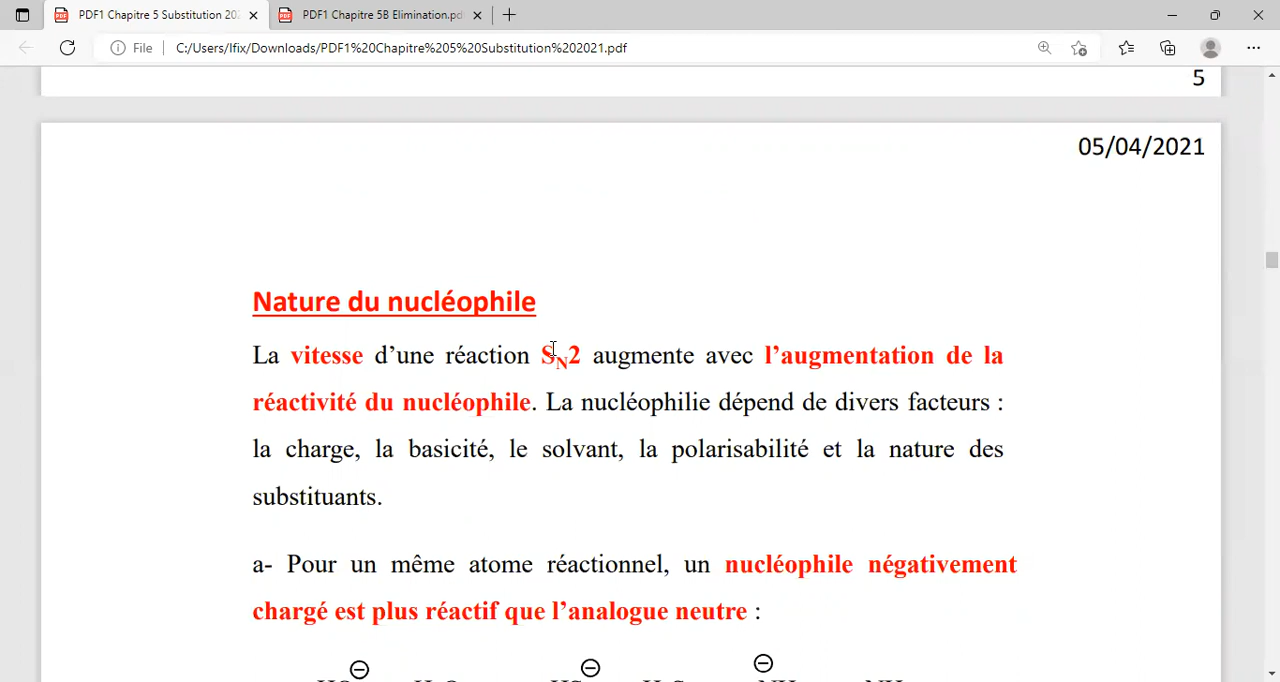 PDF1 Chapitre 5 Substitution 202
PDF1 Chapitre 5B Elimination.pd
File
C:/Users/Ifix/Downloads/PDF1%20Chapitre%205%20Substitution%202021.pdf
5
05/04/2021
Nature du nucléophile
La vitesse d’une réaction SN2 augmente avec l’augmentation de la
réactivité du nucléophile. La nucléophilie dépend de divers facteurs :
la charge, la basicité, le solvant, la polarisabilité et la nature des
substituants.
a- Pour un même atome réactionnel, un nucléophile négativement
chargé est plus réactif que l’analogue neutre :